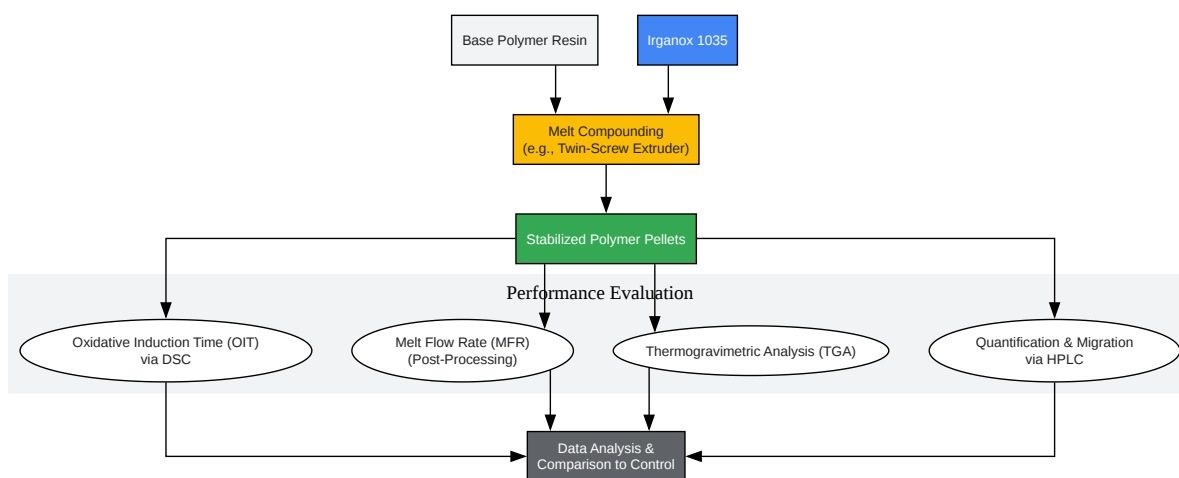 Base Polymer Resin
Irganox 1035
Melt Compounding
(e.g., Twin-Screw Extruder)
Stabilized Polymer Pellets
Performance Evaluation
Oxidative Induction Time (OIT)
via DSC
Melt Flow Rate (MFR)
(Post-Processing)
Thermogravimetric Analysis (TGA)
Quantification & Migration
via HPLC
Data Analysis &
Comparison to Control